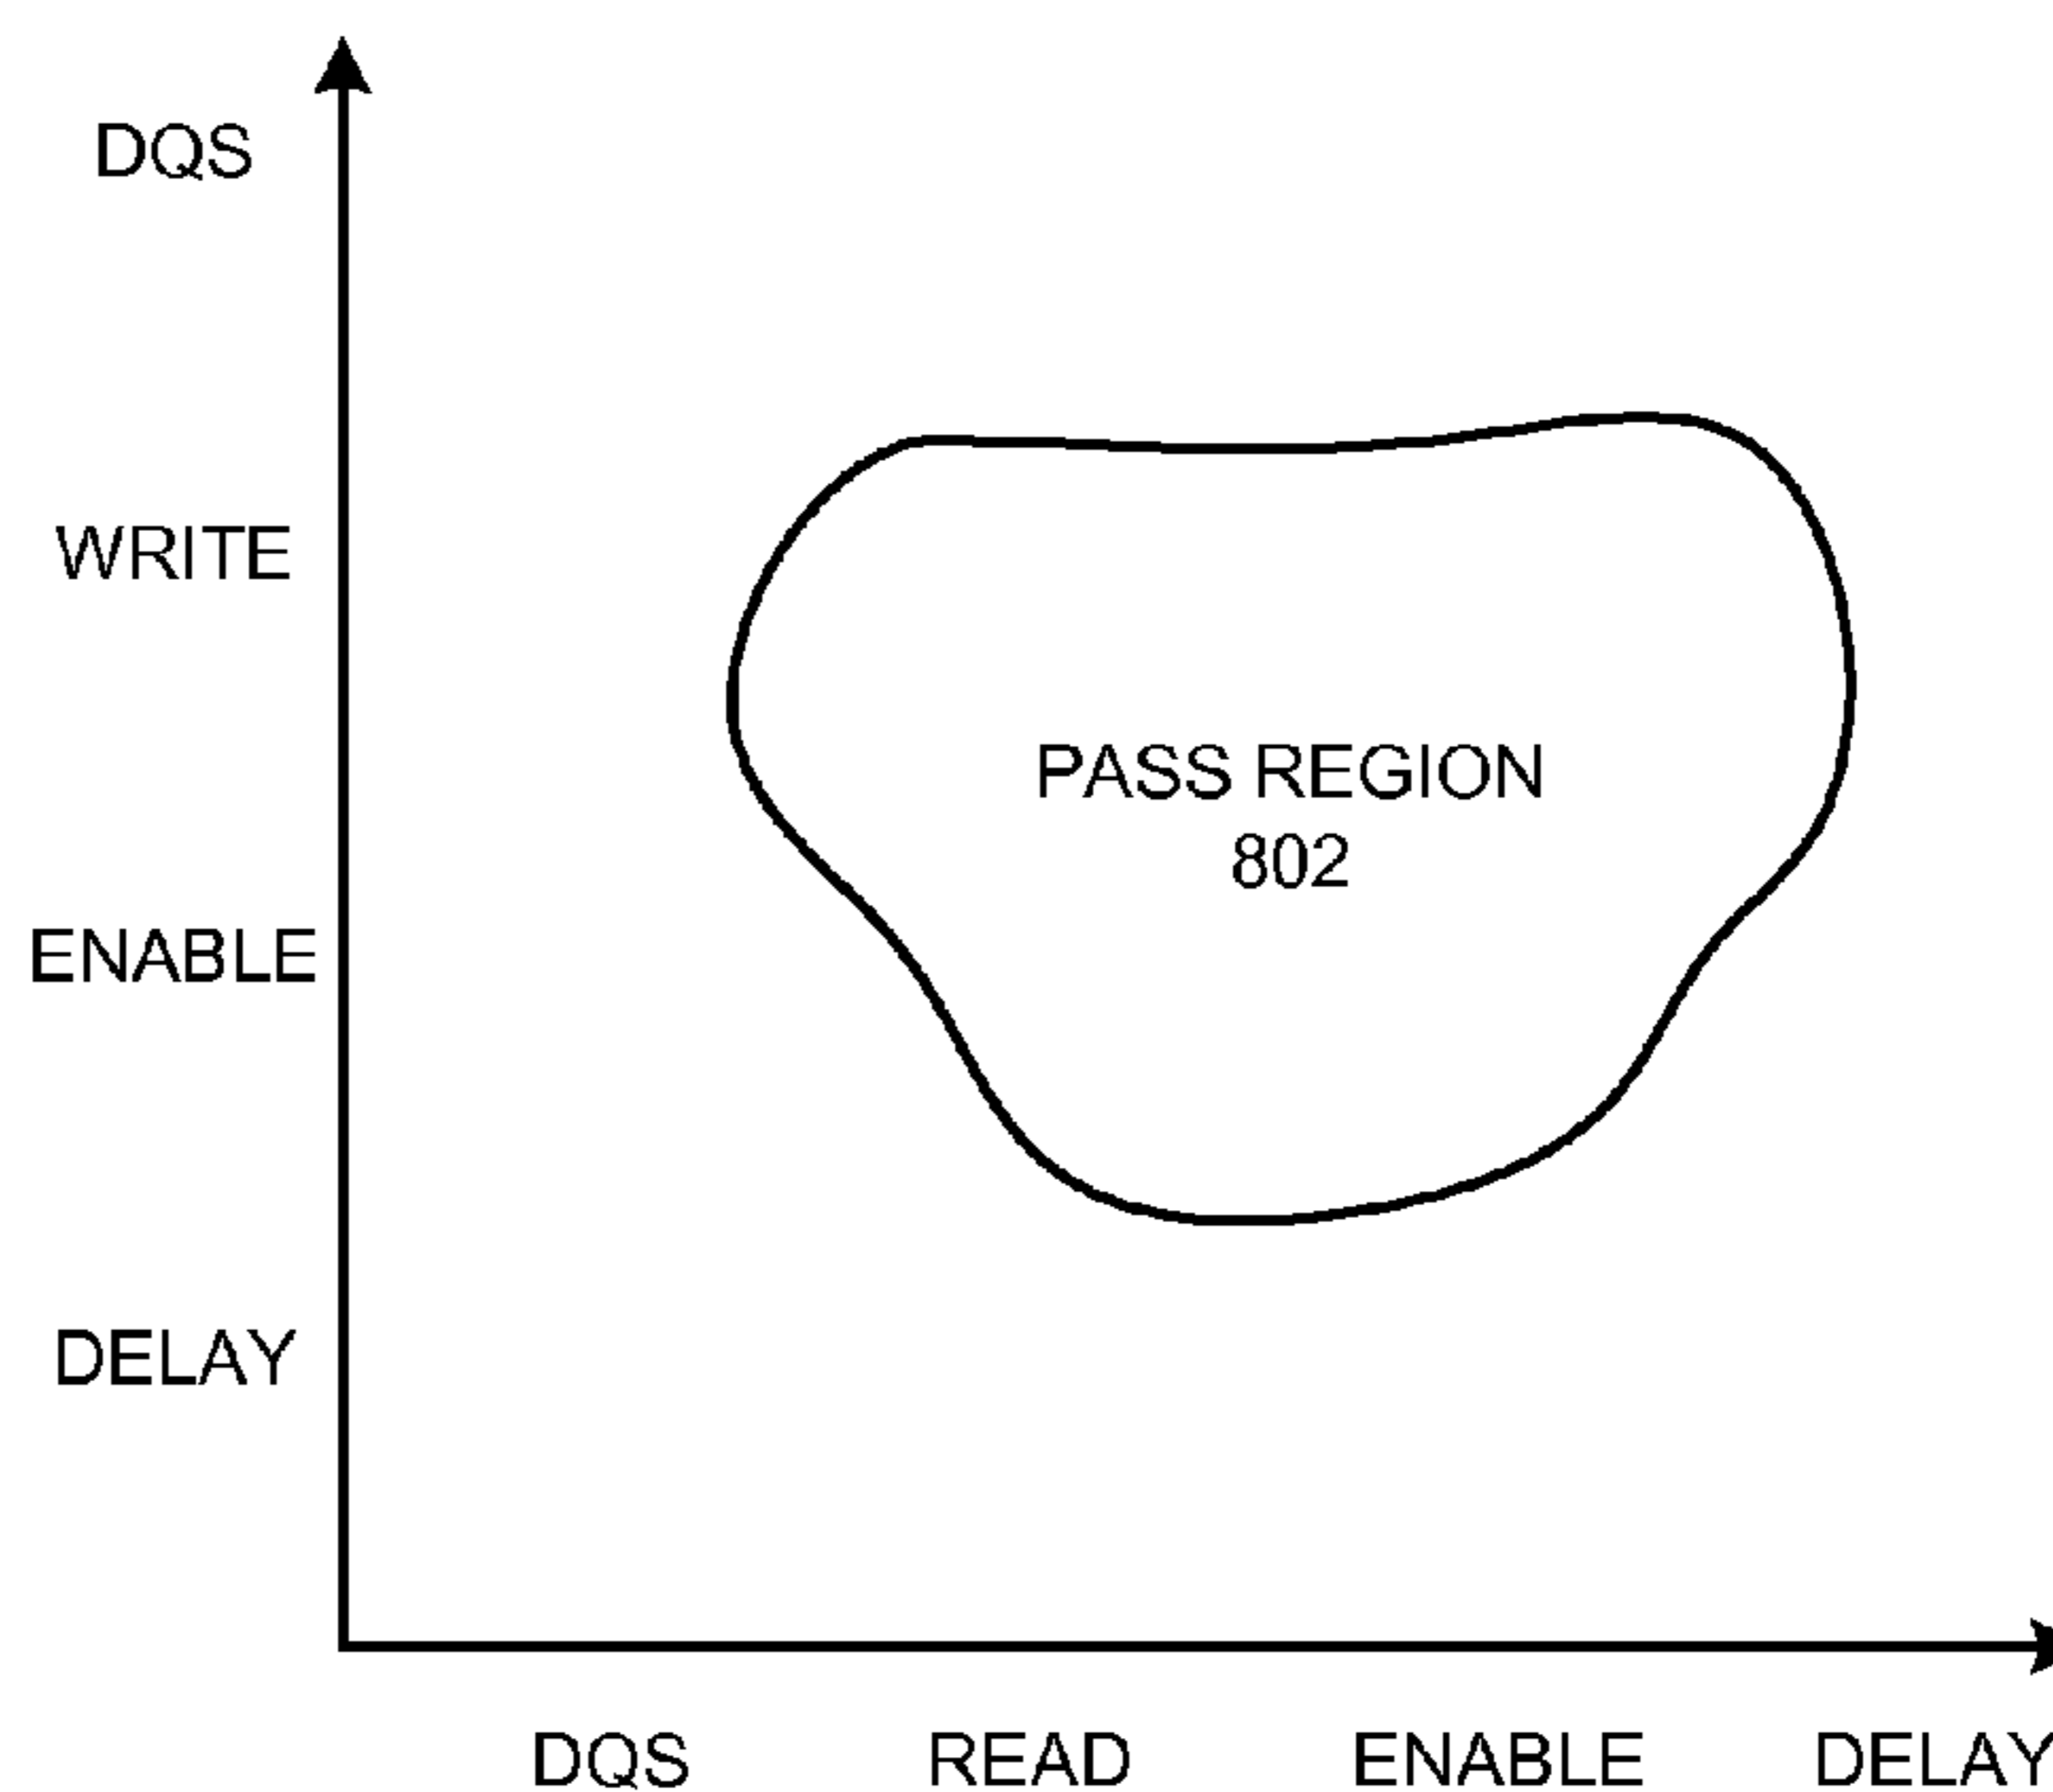 DQS
WRITE
ENABLE
DELAY
PASS REGION
802
DQS READ ENABLE DELAY